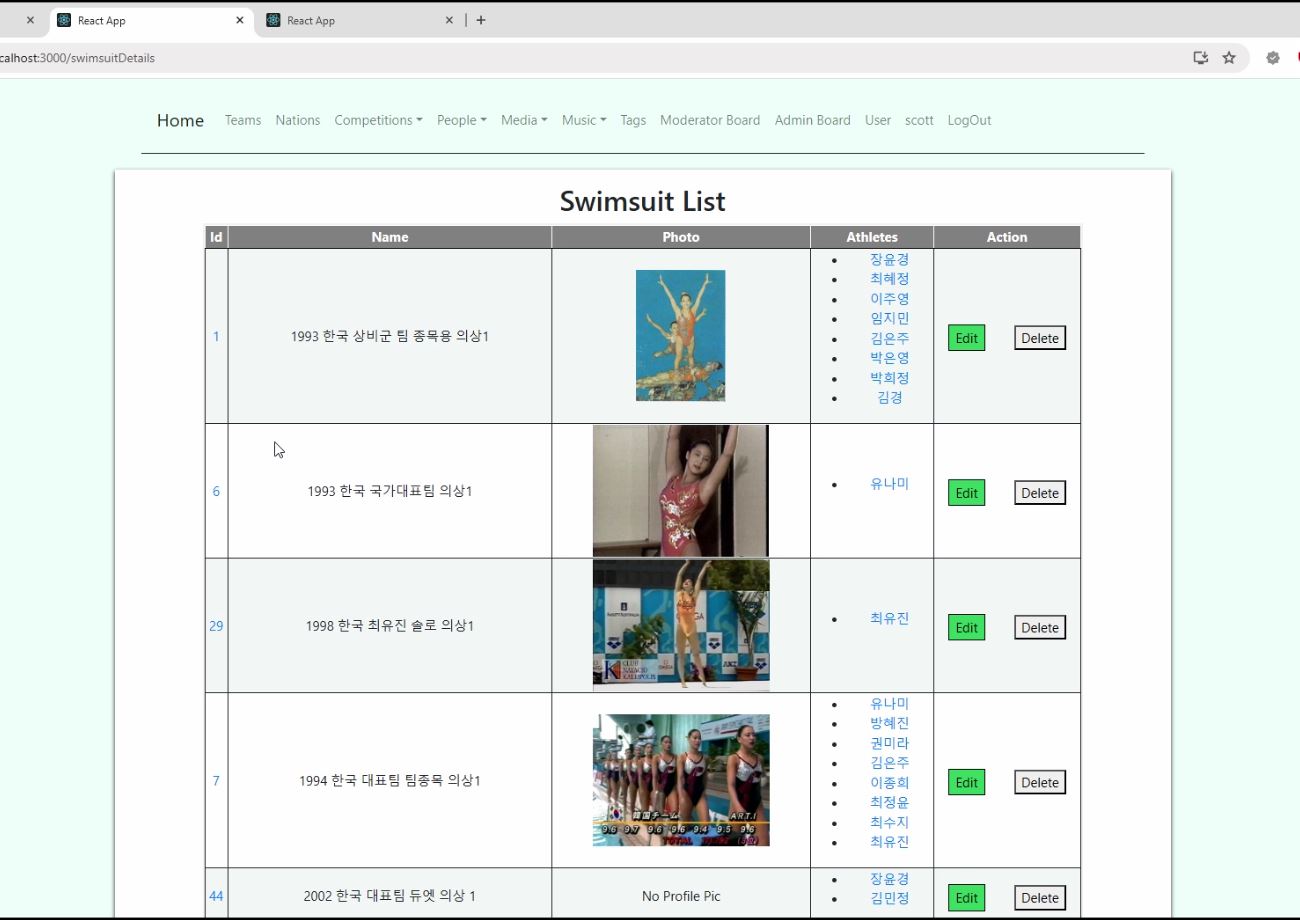 React App
React App
calhost:3000/swimsuitDetails
Home Teams Nations Competitions People Media Music Tags Moderator Board Admin Board User scott LogOut
Swimsuit List
Id Name Photo Athletes Action
1 1993 한국 상비군 팀 종목용 의상1
장윤경
최혜정
이주영
임지민
김은주
박은영
박희정
김경
Edit Delete
6 1993 한국 국가대표팀 의상1
유나미
Edit Delete
29 1998 한국 최유진 솔로 의상1
CLUB
NATACIO
KALLIPOLIS
최유진
Edit Delete
7 1994 한국 대표팀 팀종목 의상1
韓国チーム ART.I
9.6 9.7 9.6 9.6 9.4 9.5 9.6
TOTAL
유나미
방혜진
권미라
김은주
이종희
최정윤
최수지
최유진
Edit Delete
44 2002 한국 대표팀 듀엣 의상 1 No Profile Pic
장윤경
김민정
Edit Delete